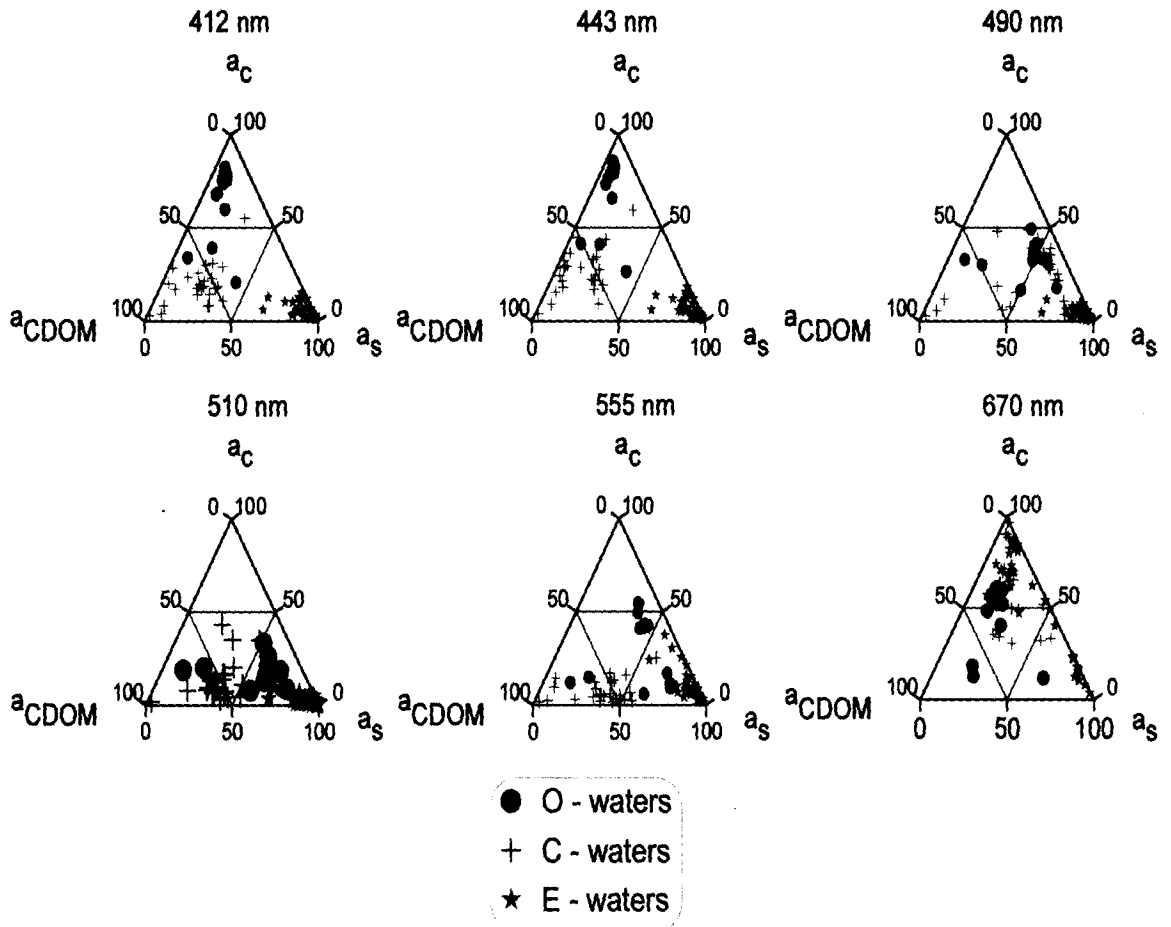 412 nm 443 nm 490 nm
a_c a_c a_c
0 100 0 100 0 100
50 50 50 50 50 50
100 0 100 0 100 0
a_CDOM a_s a_CDOM a_s a_CDOM a_s
0 50 100 0 50 100 0 50 100
510 nm 555 nm 670 nm
a_c a_c a_c
0 100 0 100 0 100
50 50 50 50 50 50
100 0 100 0 100 0
a_CDOM a_s a_CDOM a_s a_CDOM a_s
0 50 100 0 50 100 0 50 100
O - waters
C - waters
E - waters